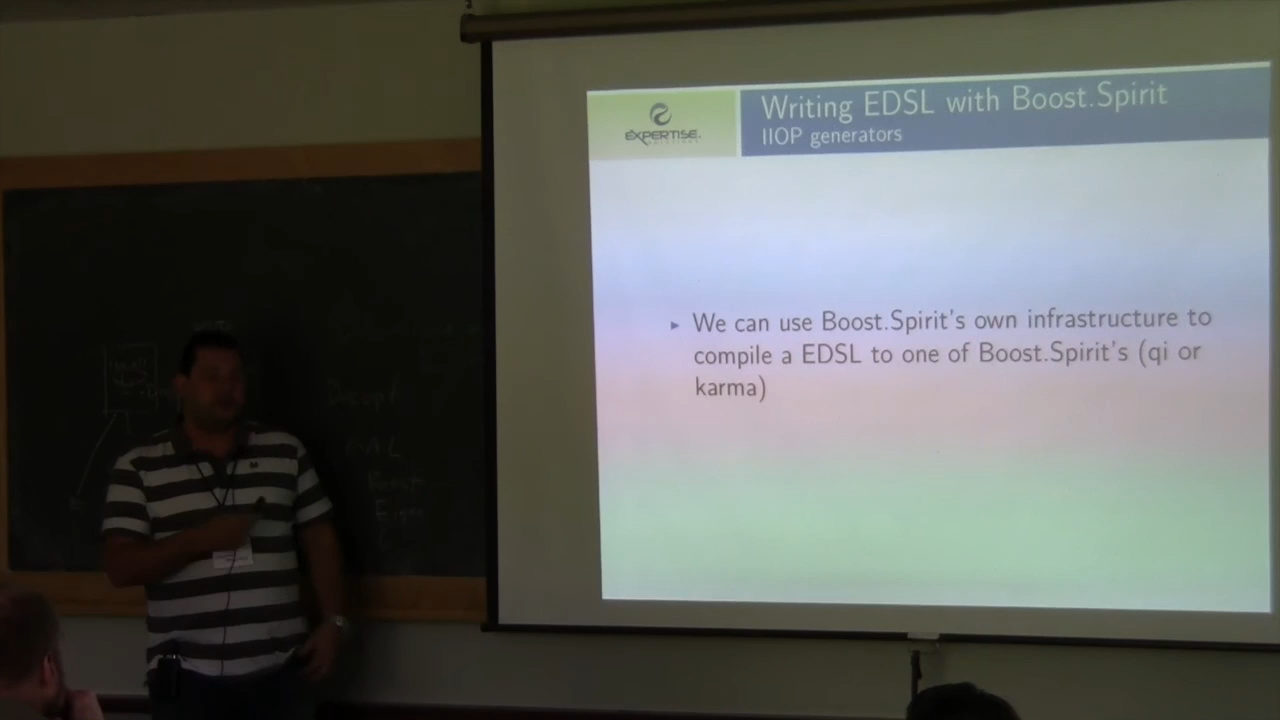 EXPERTISE
Writing EDSL with Boost.Spirit
IIOP generators
We can use Boost.Spirit's own infrastructure to
compile a EDSL to one of Boost.Spirit's (qi or
karma)